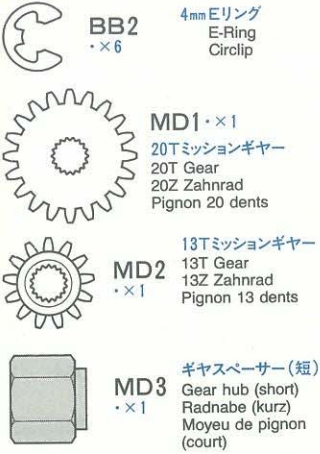 BB2
・×6
4mmEリング
E-Ring
Circlip
MD1・×1
20Tミッションギヤー
20T Gear
20Z Zahnrad
Pignon 20 dents
MD2
・×1
13Tミッションギヤー
13T Gear
13Z Zahnrad
Pignon 13 dents
MD3
・×1
ギヤスペーサー（短）
Gear hub (short)
Radnabe (kurz)
Moyeu de pignon
(court)